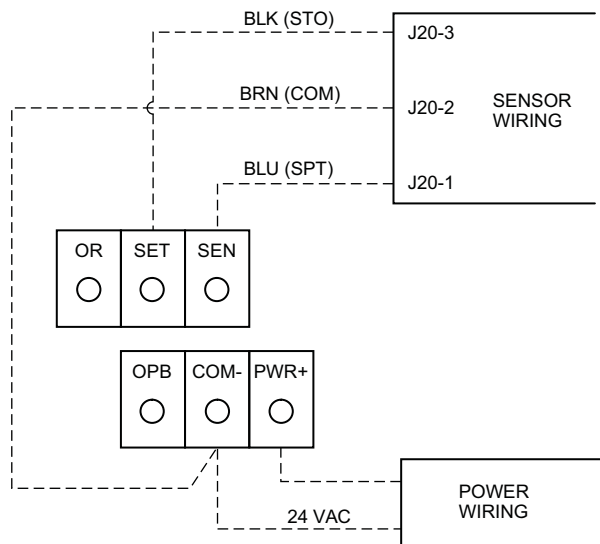 BLK (STO)
J20-3
BRN (COM)
J20-2
SENSOR
WIRING
BLU (SPT)
J20-1
OR SET SEN
OPB COM- PWR+
24 VAC
POWER
WIRING